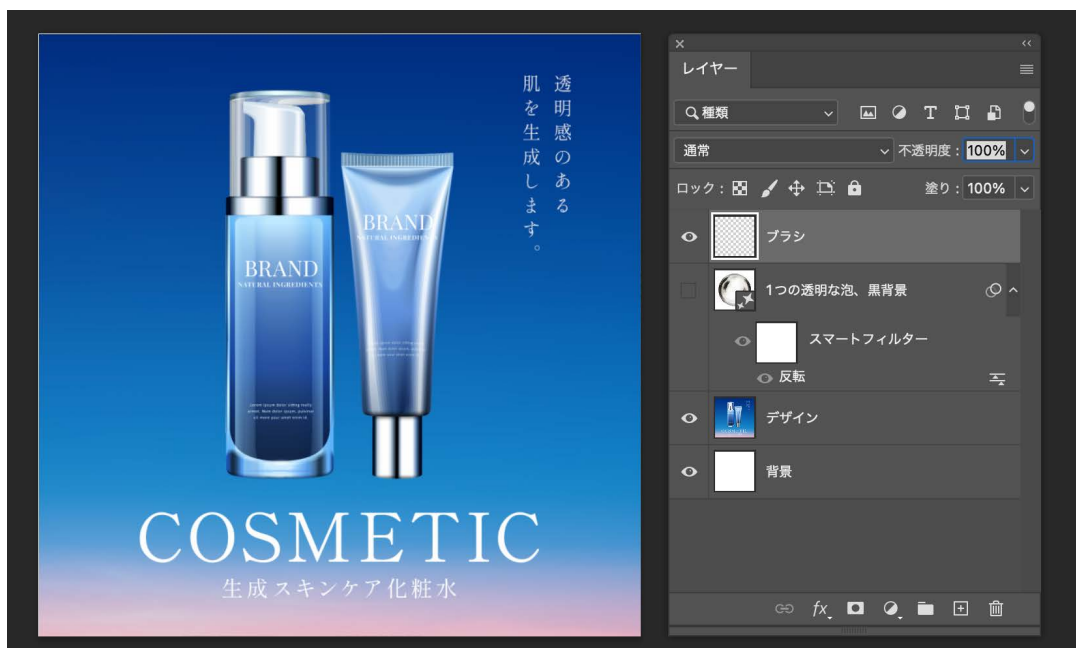 透明感のある
肌を生成します。
BRAND
NATURAL INGREDIENTS
BRAND
NATURAL INGREDIENTS
COSMETIC
生成スキンケア化粧水
レイヤー
種類
通常
不透明度: 100%
ロック:
塗り: 100%
ブラシ
1つの透明な泡、黒背景
スマートフィルター
反転
デザイン
背景
fx